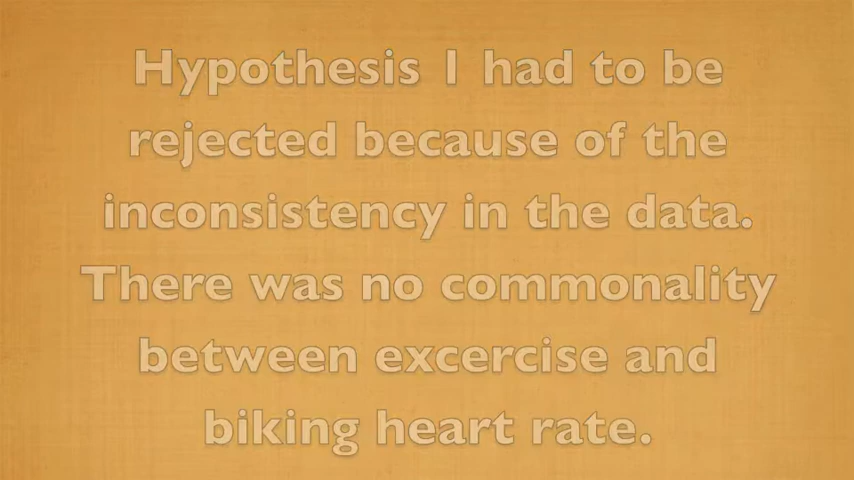 Hypothesis 1 had to be
rejected because of the
inconsistency in the data.
There was no commonality
between excercise and
biking heart rate.